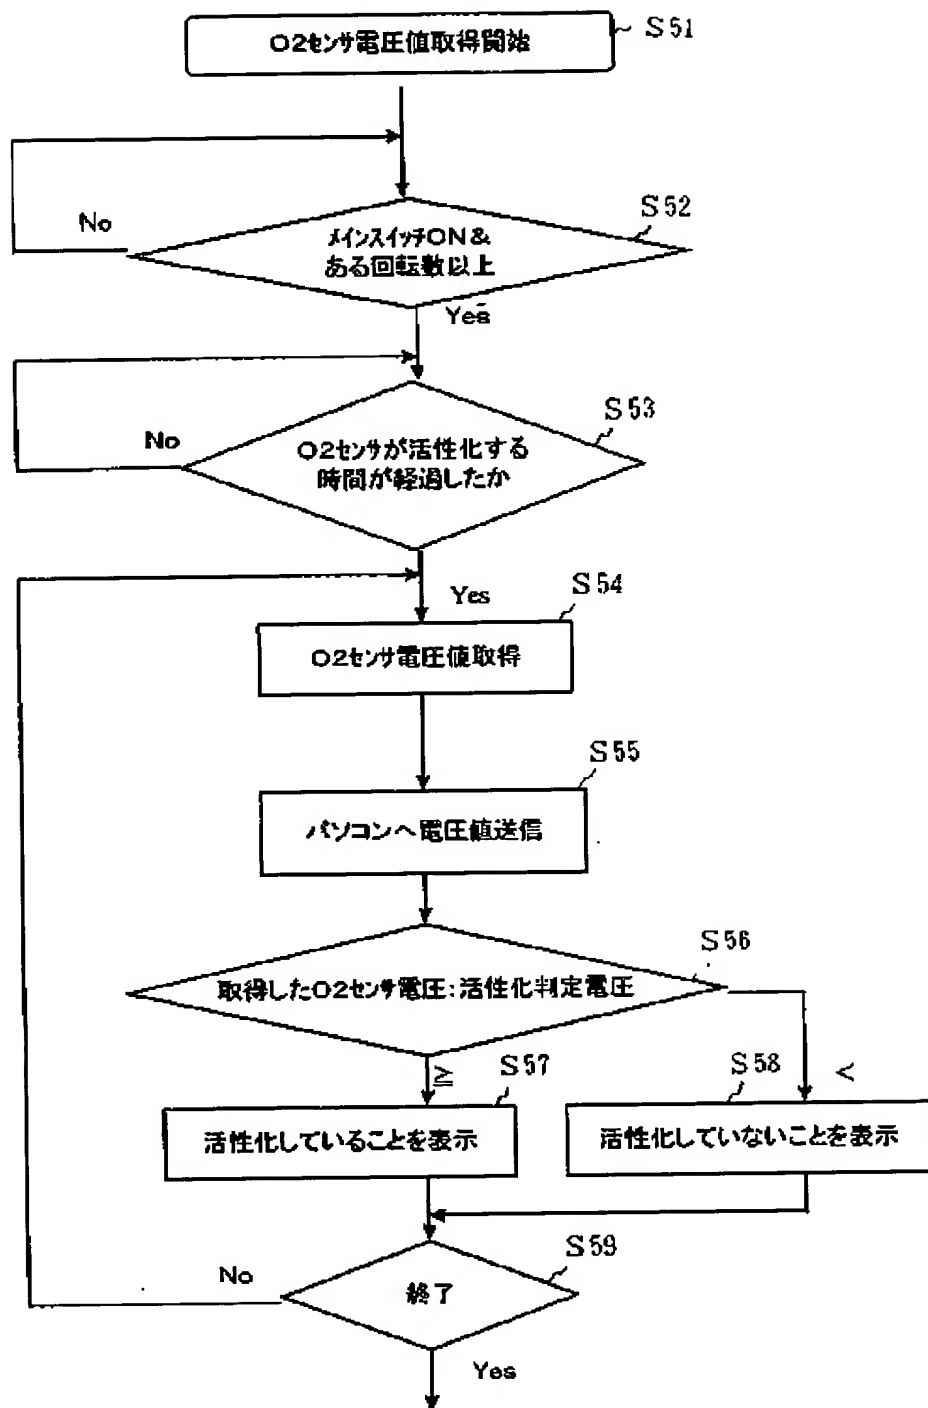 O2センサ電圧値取得開始
S51
No
S52
メインスイッチON&
ある回転数以上
Yes
S53
No
O2センサが活性化する
時間が経過したか
Yes
S54
O2センサ電圧値取得
S55
パソコンへ電圧値送信
S56
取得したO2センサ電圧:活性化判定電圧
≧
S57
S58
<
活性化していることを表示
活性化していないことを表示
S59
No
終了
Yes